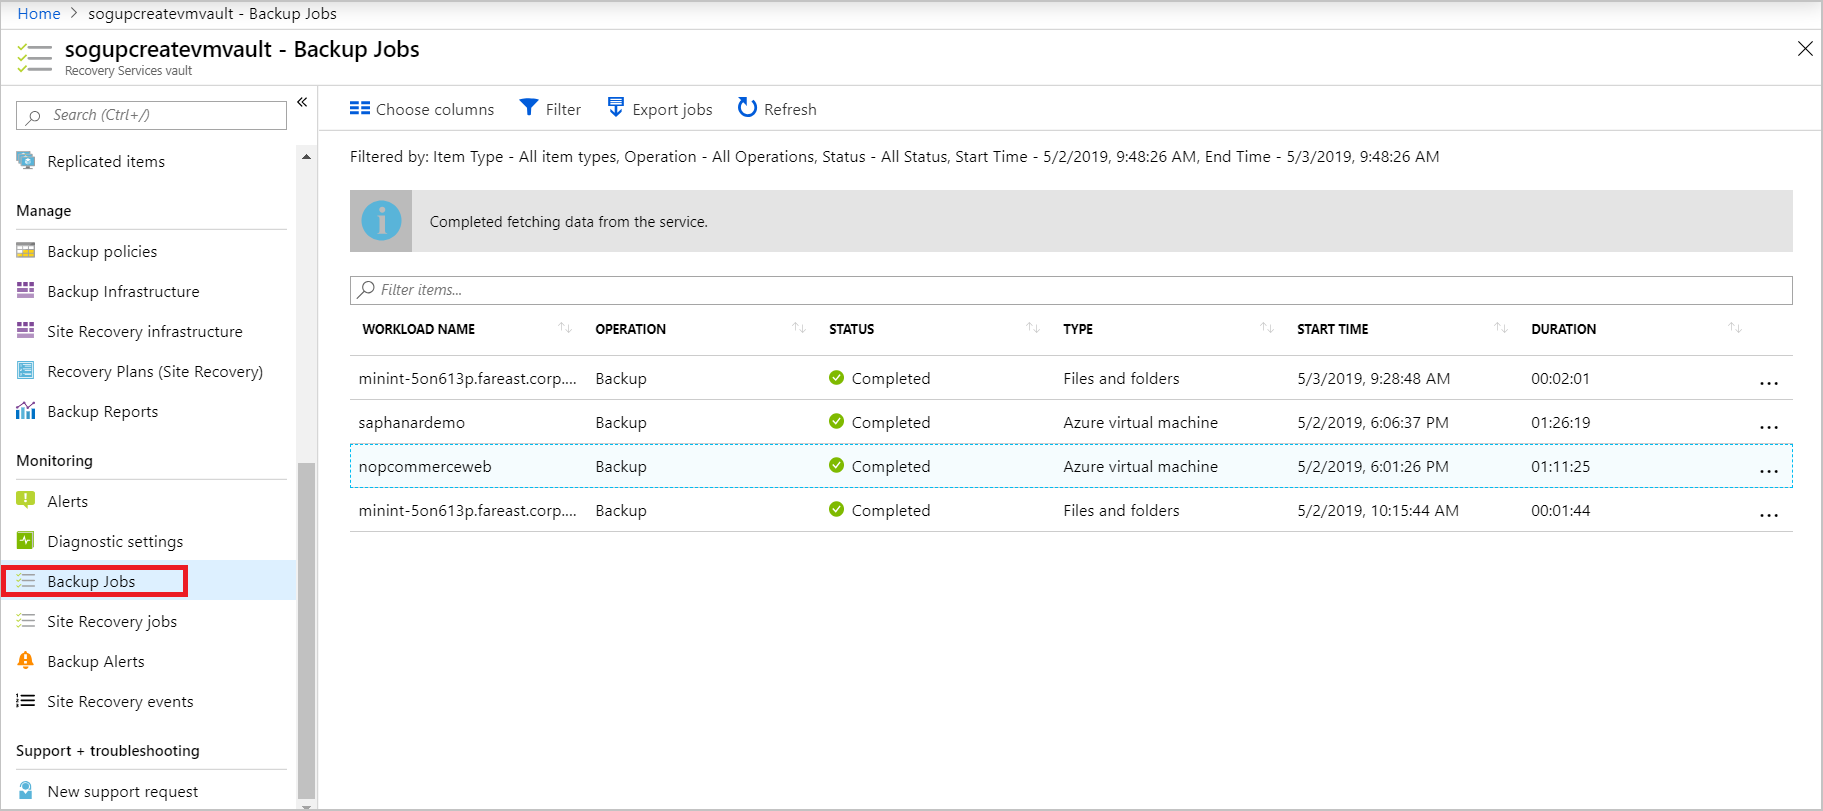 Home > sogupcreatevmvault - Backup Jobs
sogupcreatevmvault - Backup Jobs
Recovery Services vault
Search (Ctrl+/)
Replicated items
Manage
Backup policies
Backup Infrastructure
Site Recovery infrastructure
Recovery Plans (Site Recovery)
Backup Reports
Monitoring
Alerts
Diagnostic settings
Backup Jobs
Site Recovery jobs
Backup Alerts
Site Recovery events
Support + troubleshooting
New support request
Choose columns Filter Export jobs Refresh
Filtered by: Item Type - All item types, Operation - All Operations, Status - All Status, Start Time - 5/2/2019, 9:48:26 AM, End Time - 5/3/2019, 9:48:26 AM
Completed fetching data from the service.
Filter items...
WORKLOAD NAME OPERATION STATUS TYPE START TIME DURATION
minint-5on613p.fareast.corp.... Backup Completed Files and folders 5/3/2019, 9:28:48 AM 00:02:01 ...
saphanardemo Backup Completed Azure virtual machine 5/2/2019, 6:06:37 PM 01:26:19 ...
nopcommerceweb Backup Completed Azure virtual machine 5/2/2019, 6:01:26 PM 01:11:25 ...
minint-5on613p.fareast.corp.... Backup Completed Files and folders 5/2/2019, 10:15:44 AM 00:01:44 ...